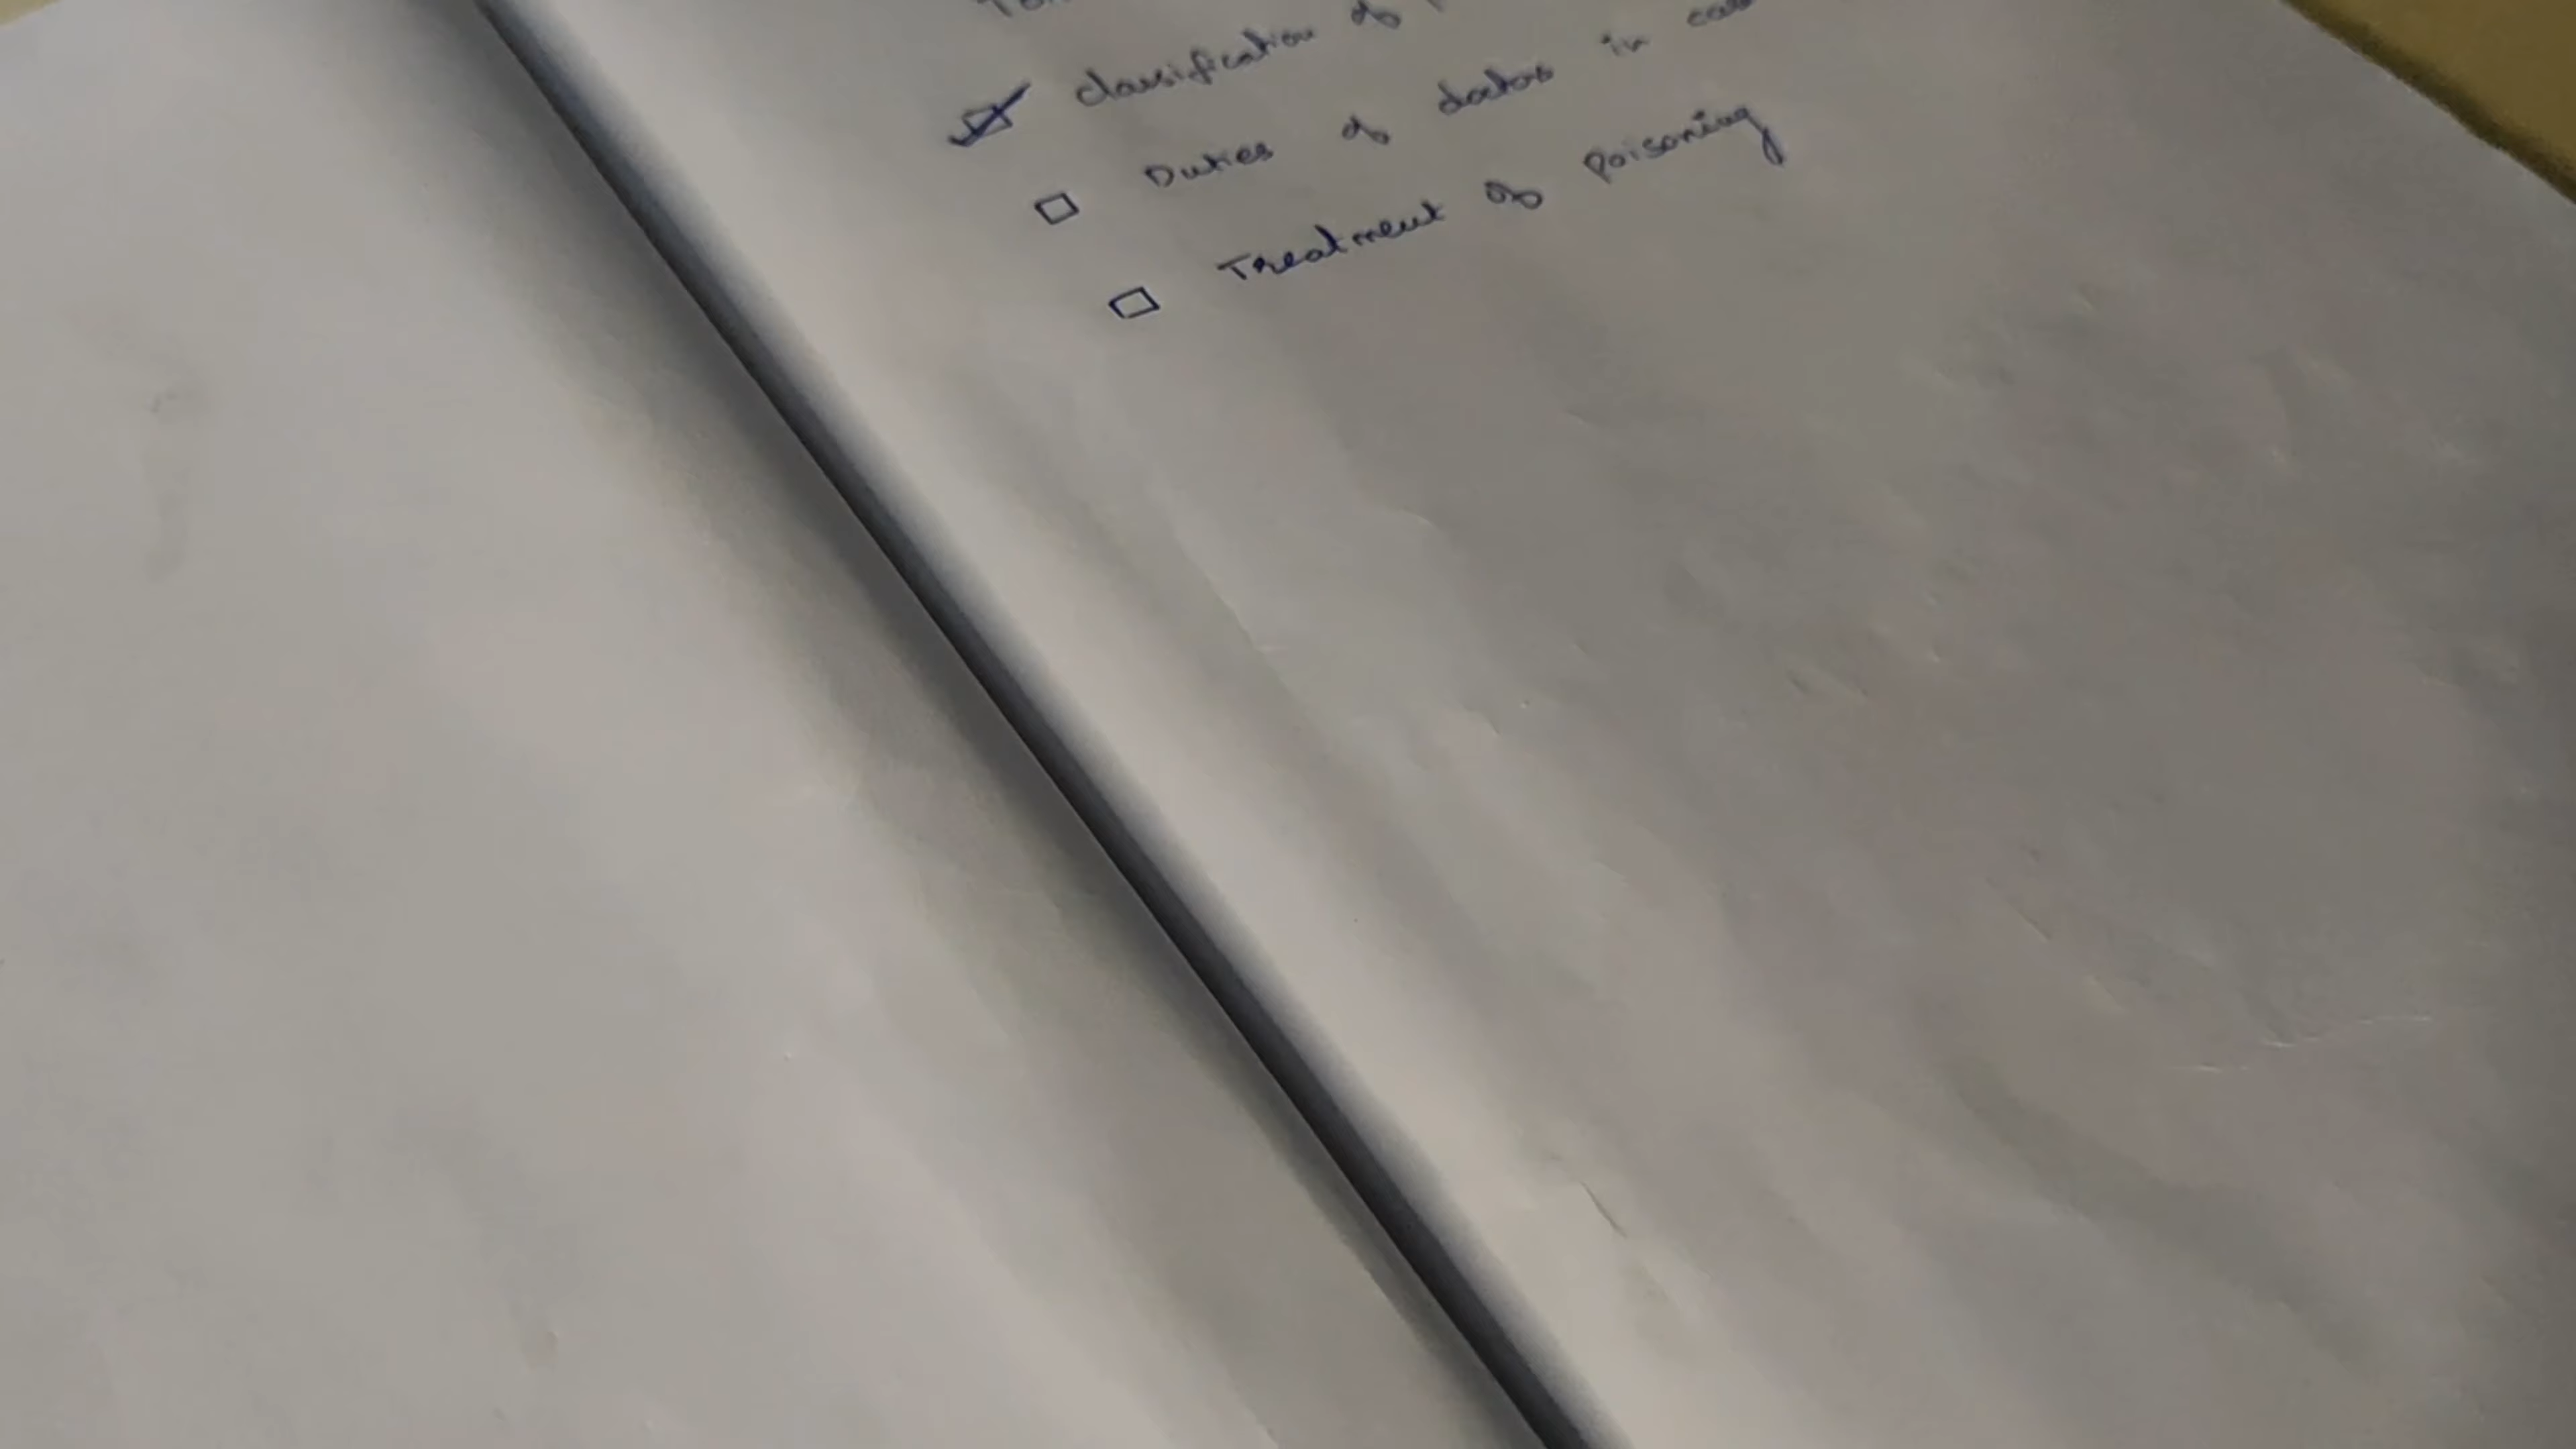 classification of
Duties of doctor in
Treatment of poisoning